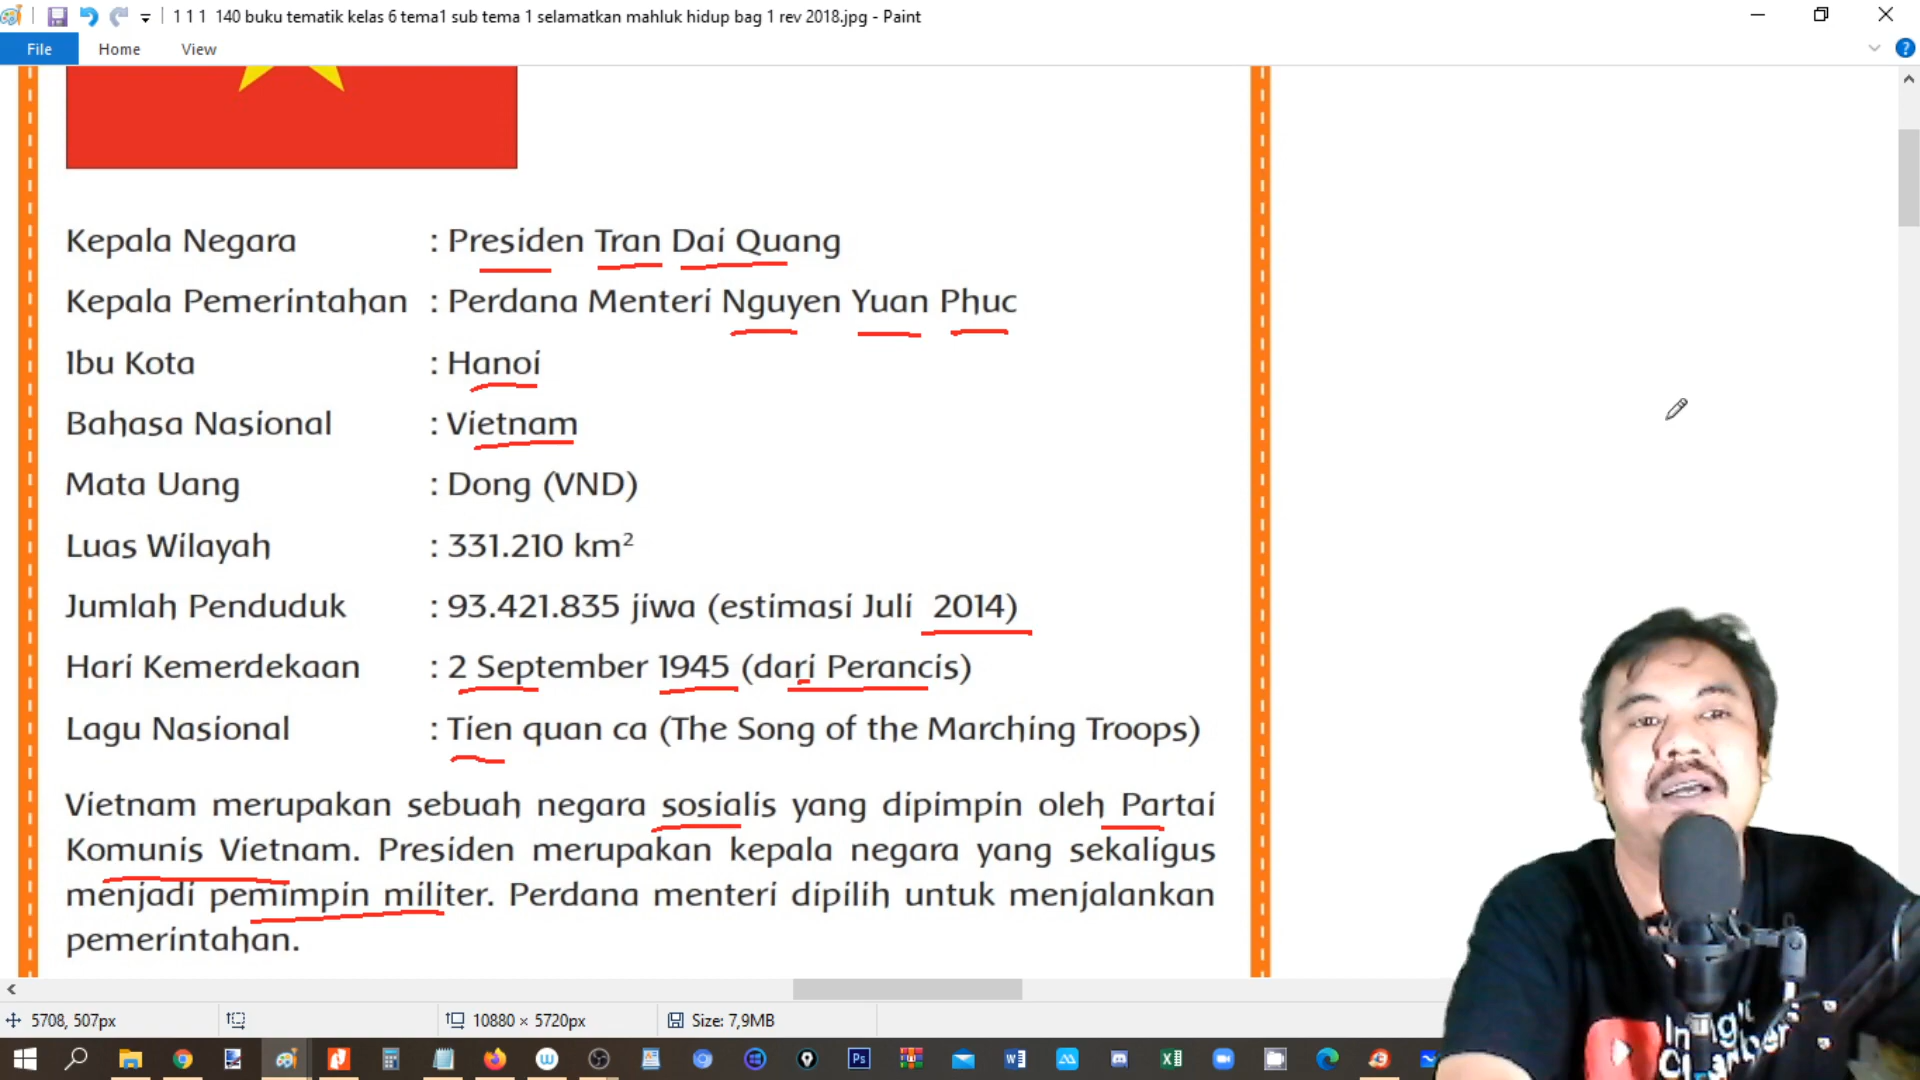 1 1 1  140 buku tematik kelas 6 tema1 sub tema 1 selamatkan mahluk hidup bag 1 rev 2018.jpg - Paint
File Home View
Kepala Negara : Presiden Tran Dai Quang
Kepala Pemerintahan : Perdana Menteri Nguyen Yuan Phuc
Ibu Kota : Hanoi
Bahasa Nasional : Vietnam
Mata Uang : Dong (VND)
Luas Wilayah : 331.210 km²
Jumlah Penduduk : 93.421.835 jiwa (estimasi Juli 2014)
Hari Kemerdekaan : 2 September 1945 (dari Perancis)
Lagu Nasional : Tien quan ca (The Song of the Marching Troops)
Vietnam merupakan sebuah negara sosialis yang dipimpin oleh Partai
Komunis Vietnam. Presiden merupakan kepala negara yang sekaligus
menjadi pemimpin militer. Perdana menteri dipilih untuk menjalankan
pemerintahan.
5708, 507px 10880 × 5720px Size: 7,9MB